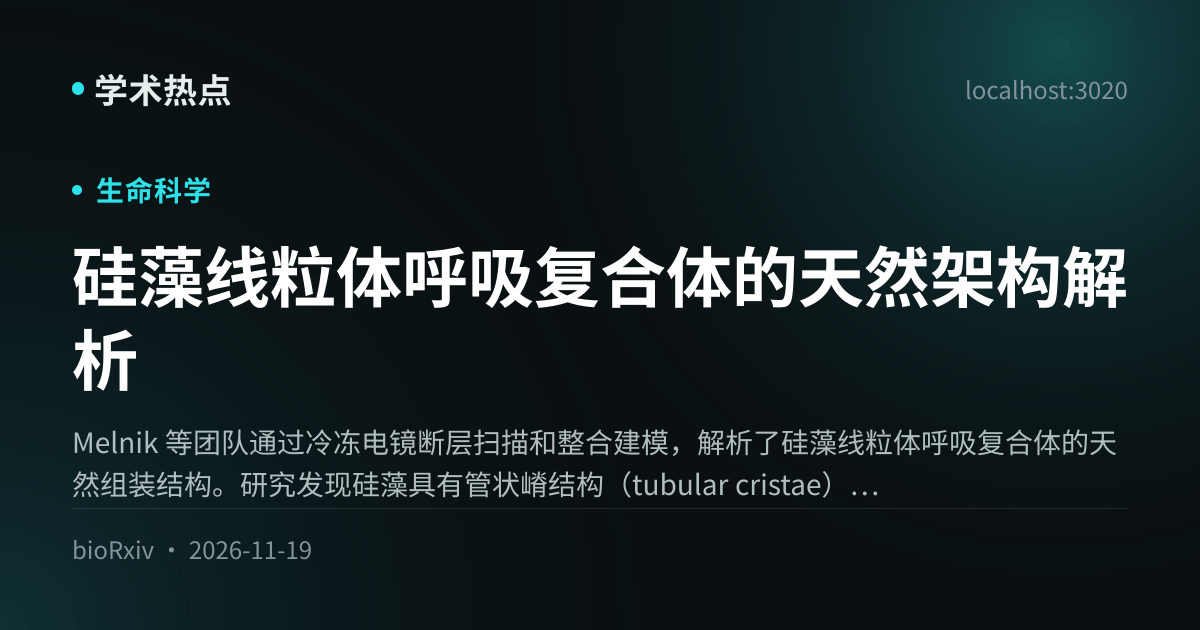 学术热点
localhost:3020
生命科学
硅藻线粒体呼吸复合体的天然架构解
析
Melnik 等团队通过冷冻电镜断层扫描和整合建模，解析了硅藻线粒体呼吸复合体的天
然组装结构。研究发现硅藻具有管状嵴结构（tubular cristae）…
bioRxiv · 2026-11-19